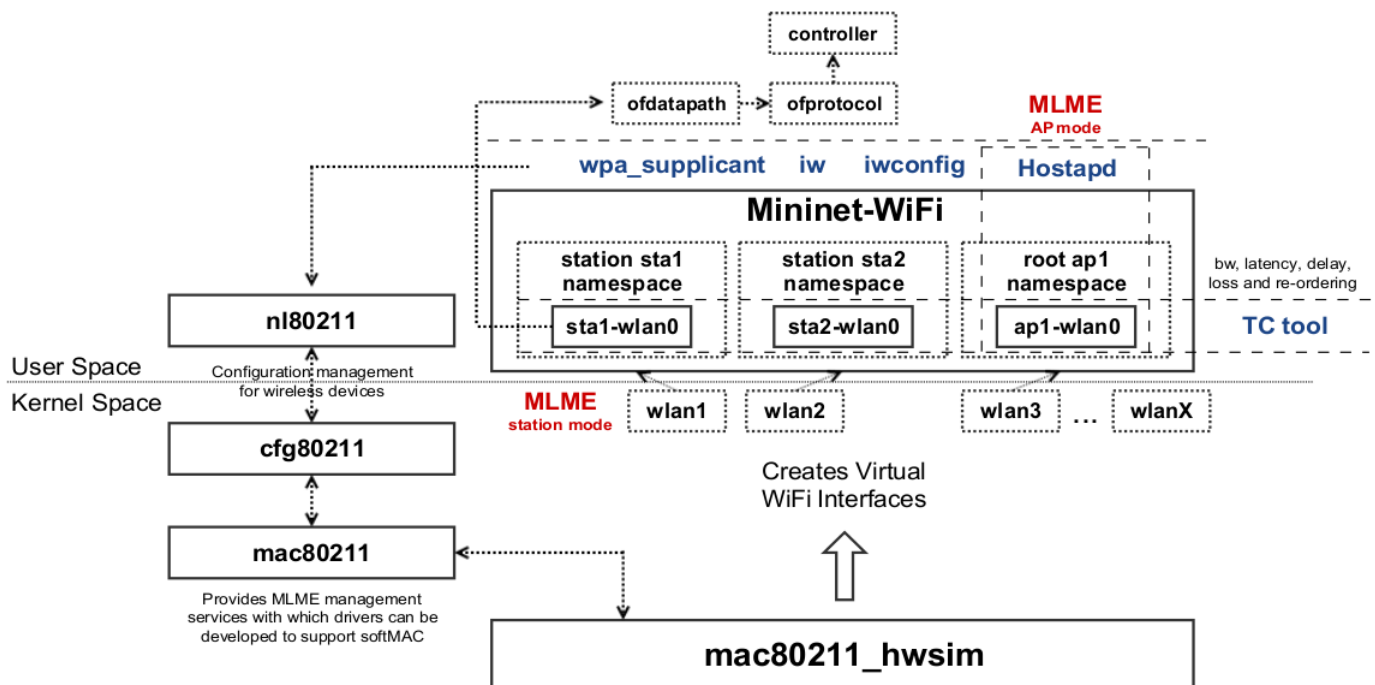 controller
ofdatapath
ofprotocol
MLME
AP mode
wpa_supplicant iw iwconfig Hostapd
Mininet-WiFi
station sta1
namespace
station sta2
namespace
root ap1
namespace
bw, latency, delay,
loss and re-ordering
nl80211
sta1-wlan0
sta2-wlan0
ap1-wlan0
TC tool
User Space
Configuration management
for wireless devices
Kernel Space
MLME
station mode
wlan1
wlan2
wlan3
...
wlanX
cfg80211
Creates Virtual
WiFi Interfaces
mac80211
Provides MLME management
services with which drivers can be
developed to support softMAC
mac80211_hwsim